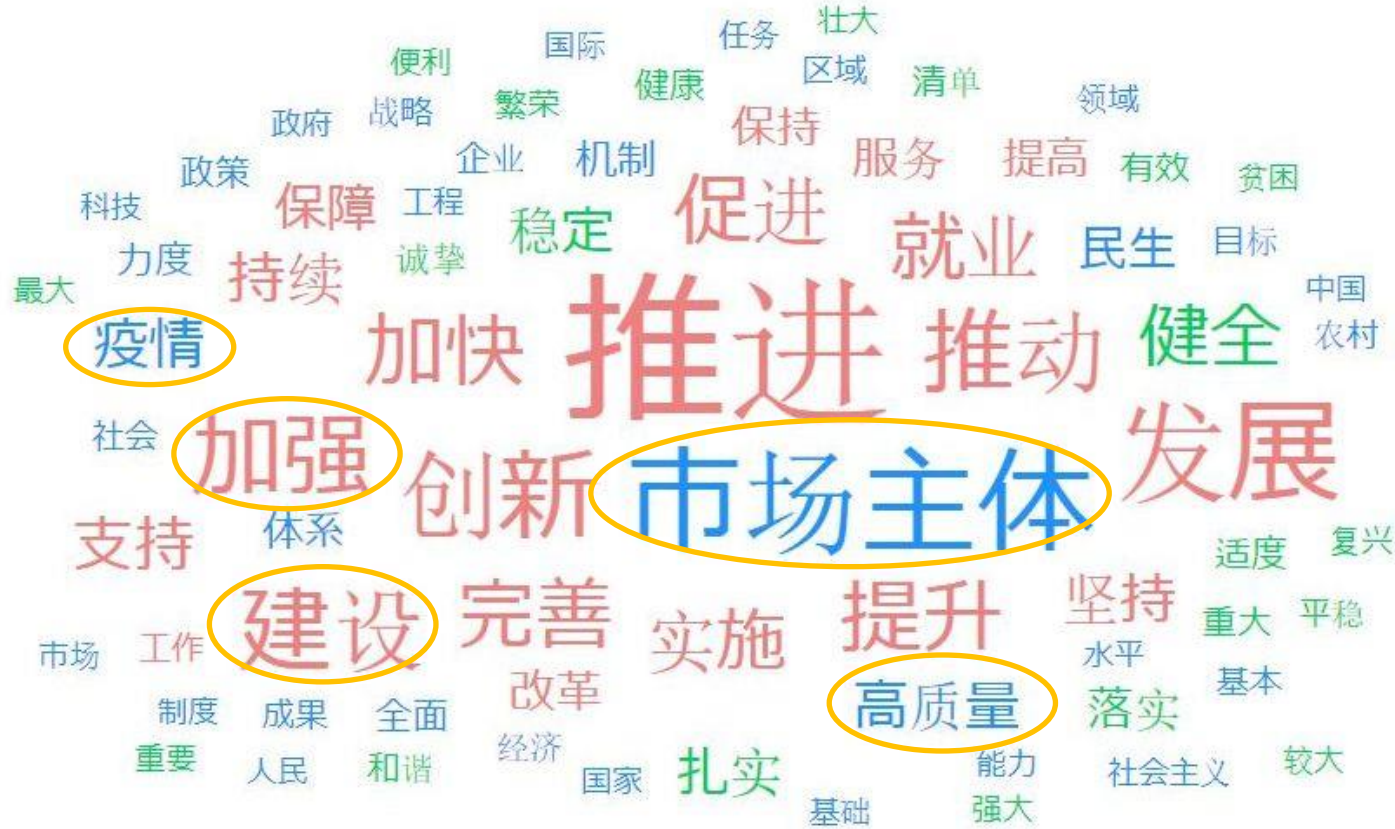 壮大
任务
国际
便利
区域
健康
清单
繁荣
领域
战略
政府
保持
企业
机制
服务
提高
有效
政策
贫困
科技
保障
工程
促进
稳定
就业
民生
目标
力度
诚挚
持续
最大
中国
推进
农村
健全
疫情
加快
推动
社会
加强
发展
创新
市场主体
体系
支持
复兴
适度
坚持
平稳
重大
建设
完善
提升
实施
工作
市场
水平
基本
改革
高质量
落实
制度
成果
全面
经济
重要
人民
和谐
国家
扎实
能力
社会主义
较大
基础
强大